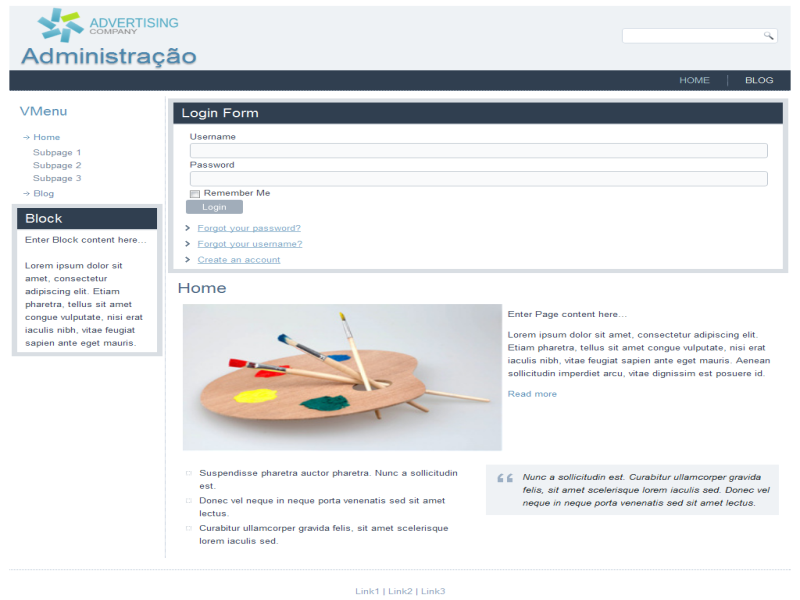 ADVERTISING
COMPANY
Administração
HOME
BLOG
VMenu
Home
Subpage 1
Subpage 2
Subpage 3
Blog
Block
Enter Block content here...
Lorem ipsum dolor sit
amet, consectetur
adipiscing elit. Etiam
pharetra, tellus sit amet
congue vulputate, nisi erat
iaculis nibh, vitae feugiat
sapien ante eget mauris.
Login Form
Username
Password
Remember Me
Login
Forgot your password?
Forgot your username?
Create an account
Home
Enter Page content here...
Lorem ipsum dolor sit amet, consectetur adipiscing elit.
Etiam pharetra, tellus sit amet congue vulputate, nisi erat
iaculis nibh, vitae feugiat sapien ante eget mauris. Aenean
sollicitudin imperdiet arcu, vitae dignissim est posuere id.
Read more
Suspendisse pharetra auctor pharetra. Nunc a sollicitudin
est.
Donec vel neque in neque porta venenatis sed sit amet
lectus.
Curabitur ullamcorper gravida felis, sit amet scelerisque
lorem iaculis sed.
Nunc a sollicitudin est. Curabitur ullamcorper gravida
felis, sit amet scelerisque lorem iaculis sed. Donec vel
neque in neque porta venenatis sed sit amet lectus.
Link1 | Link2 | Link3